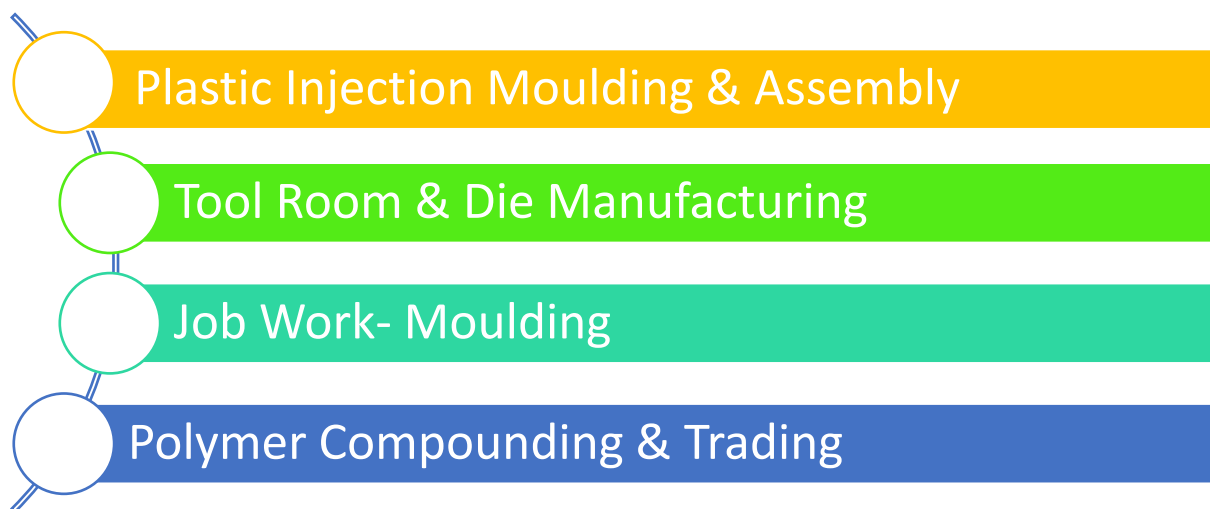 Plastic Injection Moulding & Assembly
Tool Room & Die Manufacturing
Job Work- Moulding
Polymer Compounding & Trading